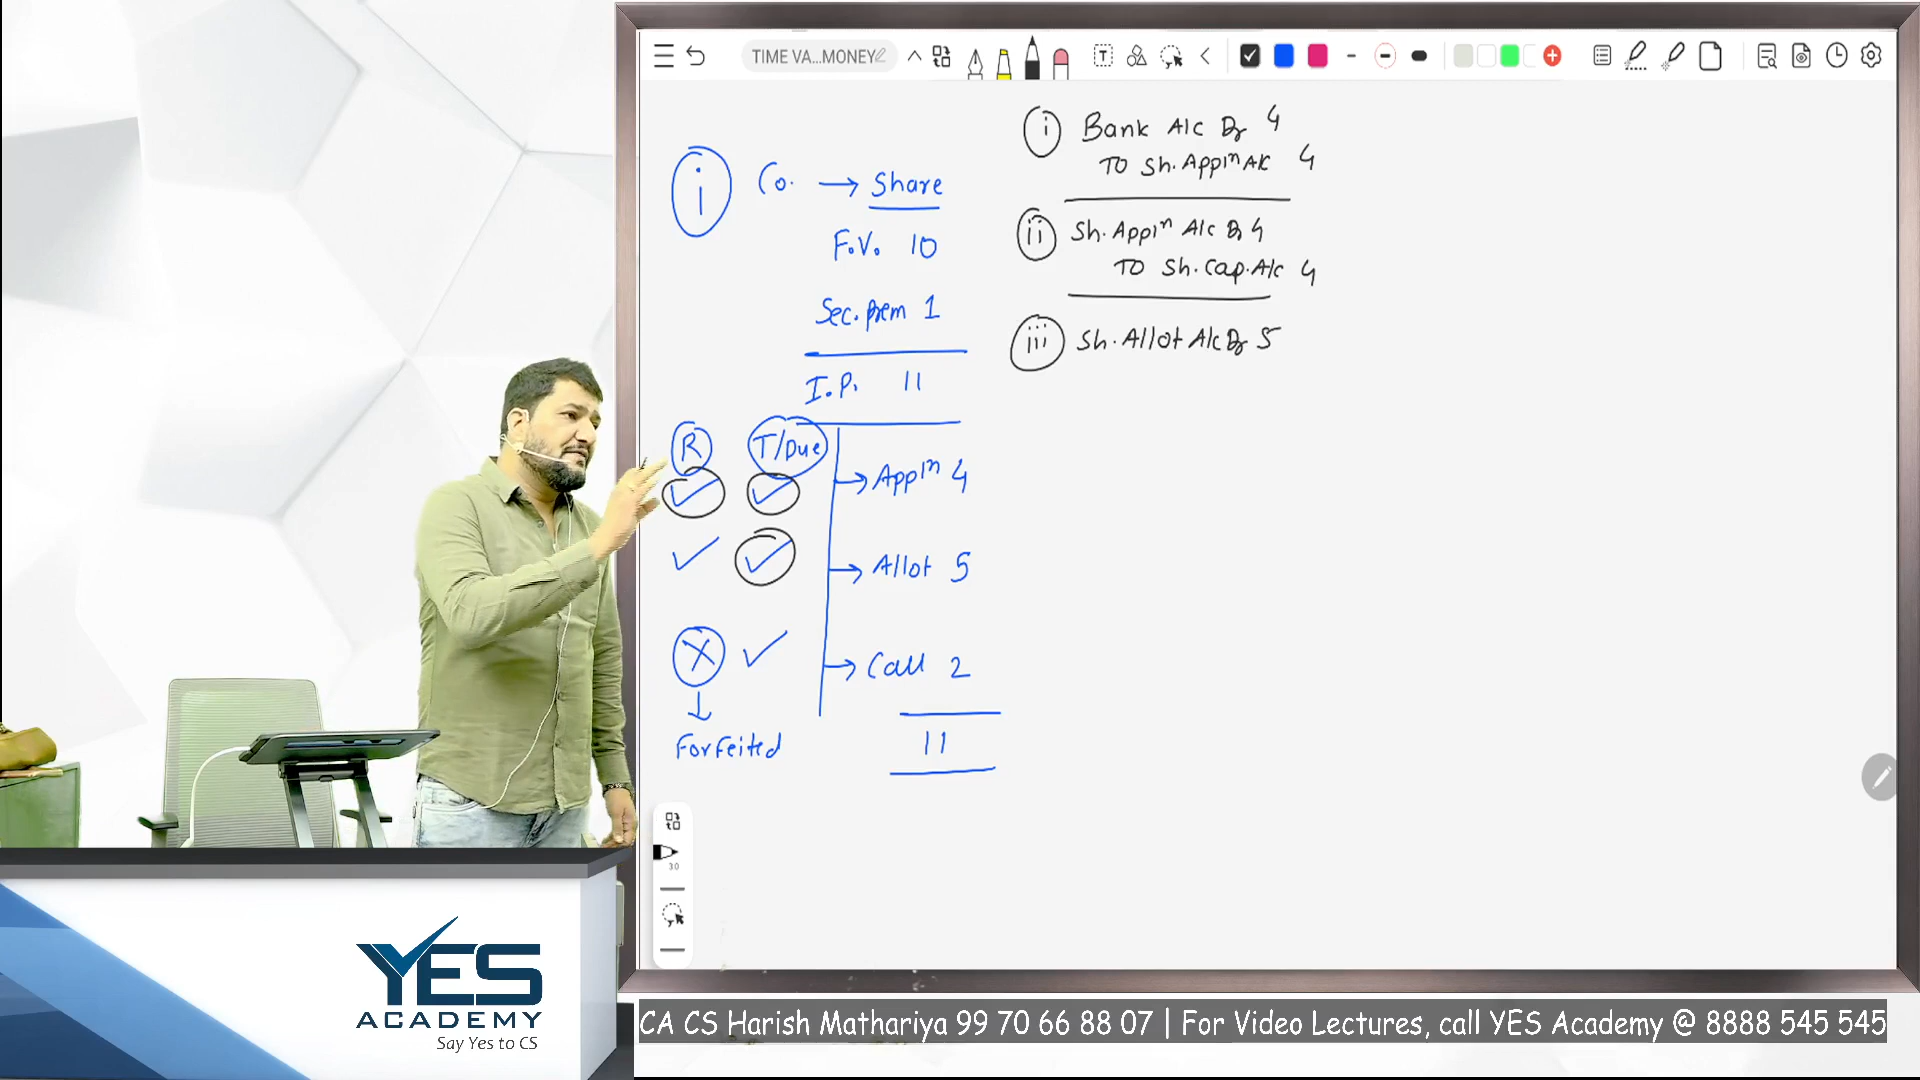 TIME VA...MONEY
i Co. → Share
F.V. 10
Sec. Prem 1
I.P. 11
R T/Due
→ Applⁿ 4
→ Allot 5
X → Call 2
↓
Forfeited 11
i Bank A/c Dr 4
TO Sh. Applⁿ A/c 4
ii Sh. Applⁿ A/c Dr 4
TO Sh. Cap. A/c 4
iii Sh. Allot A/c Dr 5
30
YES
ACADEMY
Say Yes to CS
CA CS Harish Mathariya 99 70 66 88 07 | For Video Lectures, call YES Academy @ 8888 545 545